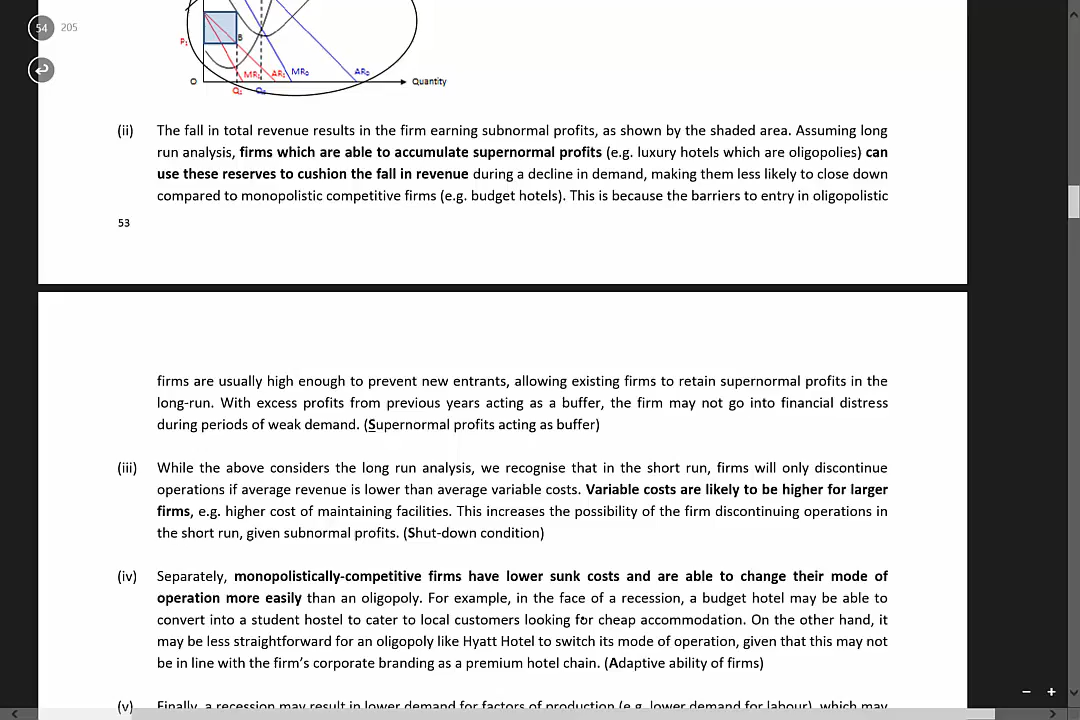 54 205
P₁
B
MR₁ AR₁ MR₀ AR₀
O
Quantity
Q₁ Q₀
(ii) The fall in total revenue results in the firm earning subnormal profits, as shown by the shaded area. Assuming long
run analysis, firms which are able to accumulate supernormal profits (e.g. luxury hotels which are oligopolies) can
use these reserves to cushion the fall in revenue during a decline in demand, making them less likely to close down
compared to monopolistic competitive firms (e.g. budget hotels). This is because the barriers to entry in oligopolistic
53
firms are usually high enough to prevent new entrants, allowing existing firms to retain supernormal profits in the
long-run. With excess profits from previous years acting as a buffer, the firm may not go into financial distress
during periods of weak demand. (Supernormal profits acting as buffer)
(iii) While the above considers the long run analysis, we recognise that in the short run, firms will only discontinue
operations if average revenue is lower than average variable costs. Variable costs are likely to be higher for larger
firms, e.g. higher cost of maintaining facilities. This increases the possibility of the firm discontinuing operations in
the short run, given subnormal profits. (Shut-down condition)
(iv) Separately, monopolistically-competitive firms have lower sunk costs and are able to change their mode of
operation more easily than an oligopoly. For example, in the face of a recession, a budget hotel may be able to
convert into a student hostel to cater to local customers looking for cheap accommodation. On the other hand, it
may be less straightforward for an oligopoly like Hyatt Hotel to switch its mode of operation, given that this may not
be in line with the firm's corporate branding as a premium hotel chain. (Adaptive ability of firms)
(v) Finally, a recession may result in lower demand for factors of production (e.g. lower demand for labour), which may